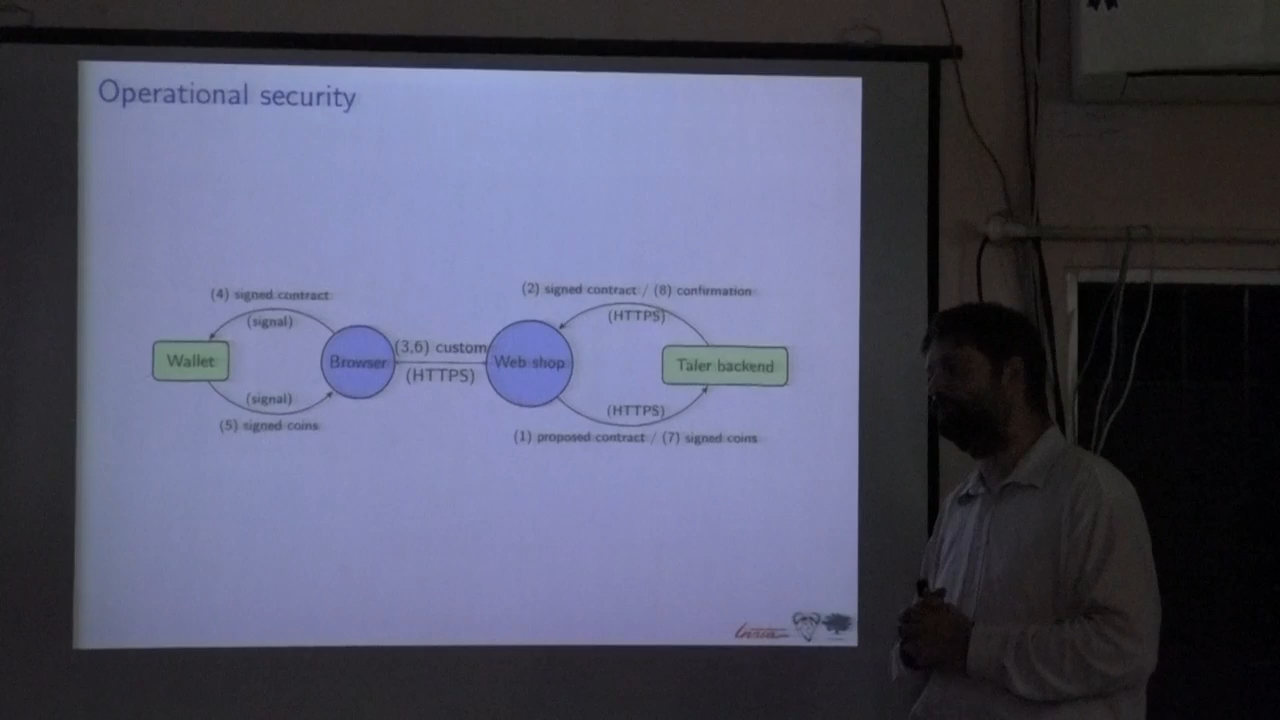 Operational security
(4) signed contract
(signal)
Wallet
Browser
(signal)
(5) signed coins
(3,6) custom
(HTTPS)
Web shop
(2) signed contract / (8) confirmation
(HTTPS)
Taler backend
(HTTPS)
(1) proposed contract / (7) signed coins
Inria